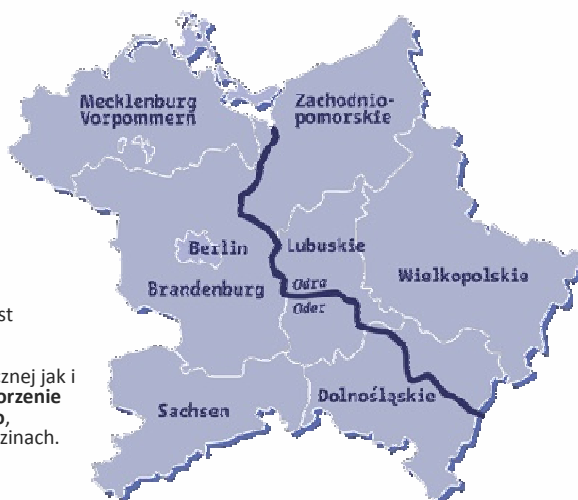 Mecklenburg
Vorpommern
Zachodnio-
pomorskie
Berlin
Lubuskie
Brandenburg
Odra
Oder
Wielkopolskie
Sachsen
Dolnośląskie
st
znej jak i
orzenie
o,
zinach.